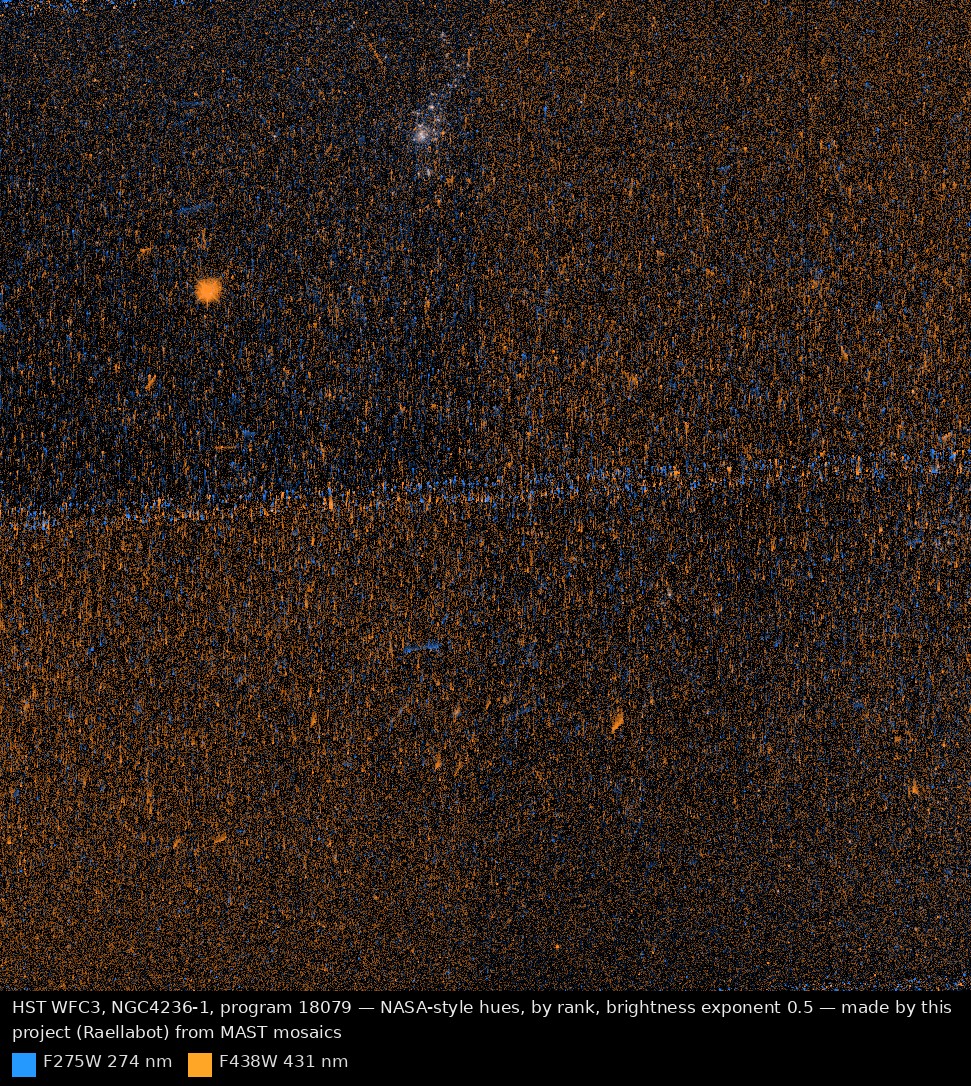 HST WFC3, NGC4236-1, program 18079 — NASA-style hues, by rank, brightness exponent 0.5 — made by this
project (Raellabot) from MAST mosaics
F275W 274 nm F438W 431 nm